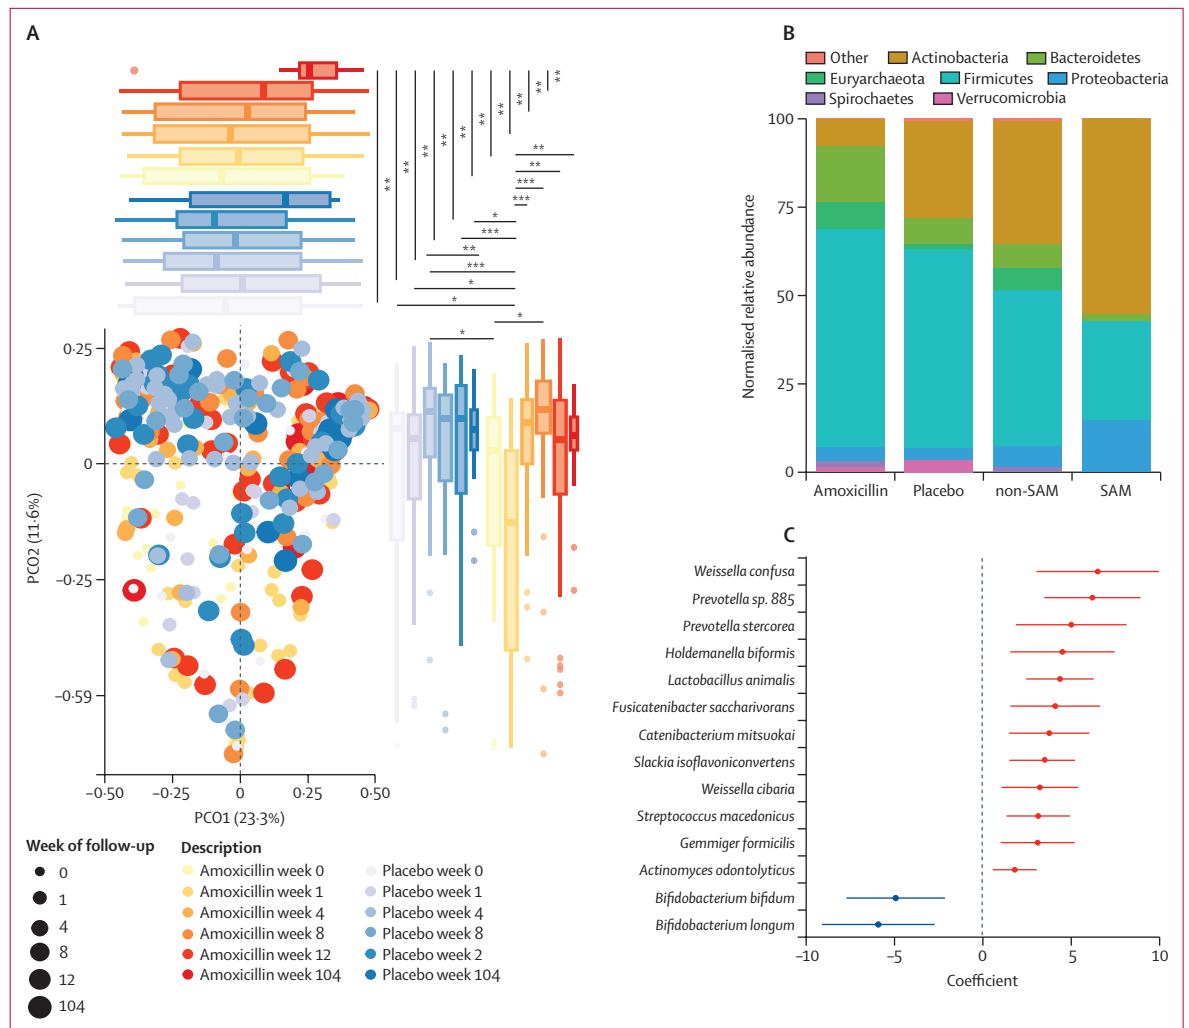 A
**
**
**
**
**
**
**
**
**
**
**
**
**
***
***
*
***
**
***
*
*
*
*
0·25
0
–0·25
–0·59
PCO2 (11·6%)
–0·50
–0·25
0
0·25
0·50
PCO1 (23·3%)
Week of follow-up
0
1
4
8
12
104
Description
Amoxicillin week 0
Amoxicillin week 1
Amoxicillin week 4
Amoxicillin week 8
Amoxicillin week 12
Amoxicillin week 104
Placebo week 0
Placebo week 1
Placebo week 4
Placebo week 8
Placebo week 2
Placebo week 104
B
Other
Actinobacteria
Bacteroidetes
Euryarchaeota
Firmicutes
Proteobacteria
Spirochaetes
Verrucomicrobia
Normalised relative abundance
100
75
50
25
0
Amoxicillin
Placebo
non-SAM
SAM
C
Weissella confusa
Prevotella sp. 885
Prevotella stercorea
Holdemanella biformis
Lactobacillus animalis
Fusicatenibacter saccharivorans
Catenibacterium mitsuokai
Slackia isoflavoniconvertens
Weissella cibaria
Streptococcus macedonicus
Gemmiger formicilis
Actinomyces odontolyticus
Bifidobacterium bifidum
Bifidobacterium longum
–10
–5
0
5
10
Coefficient